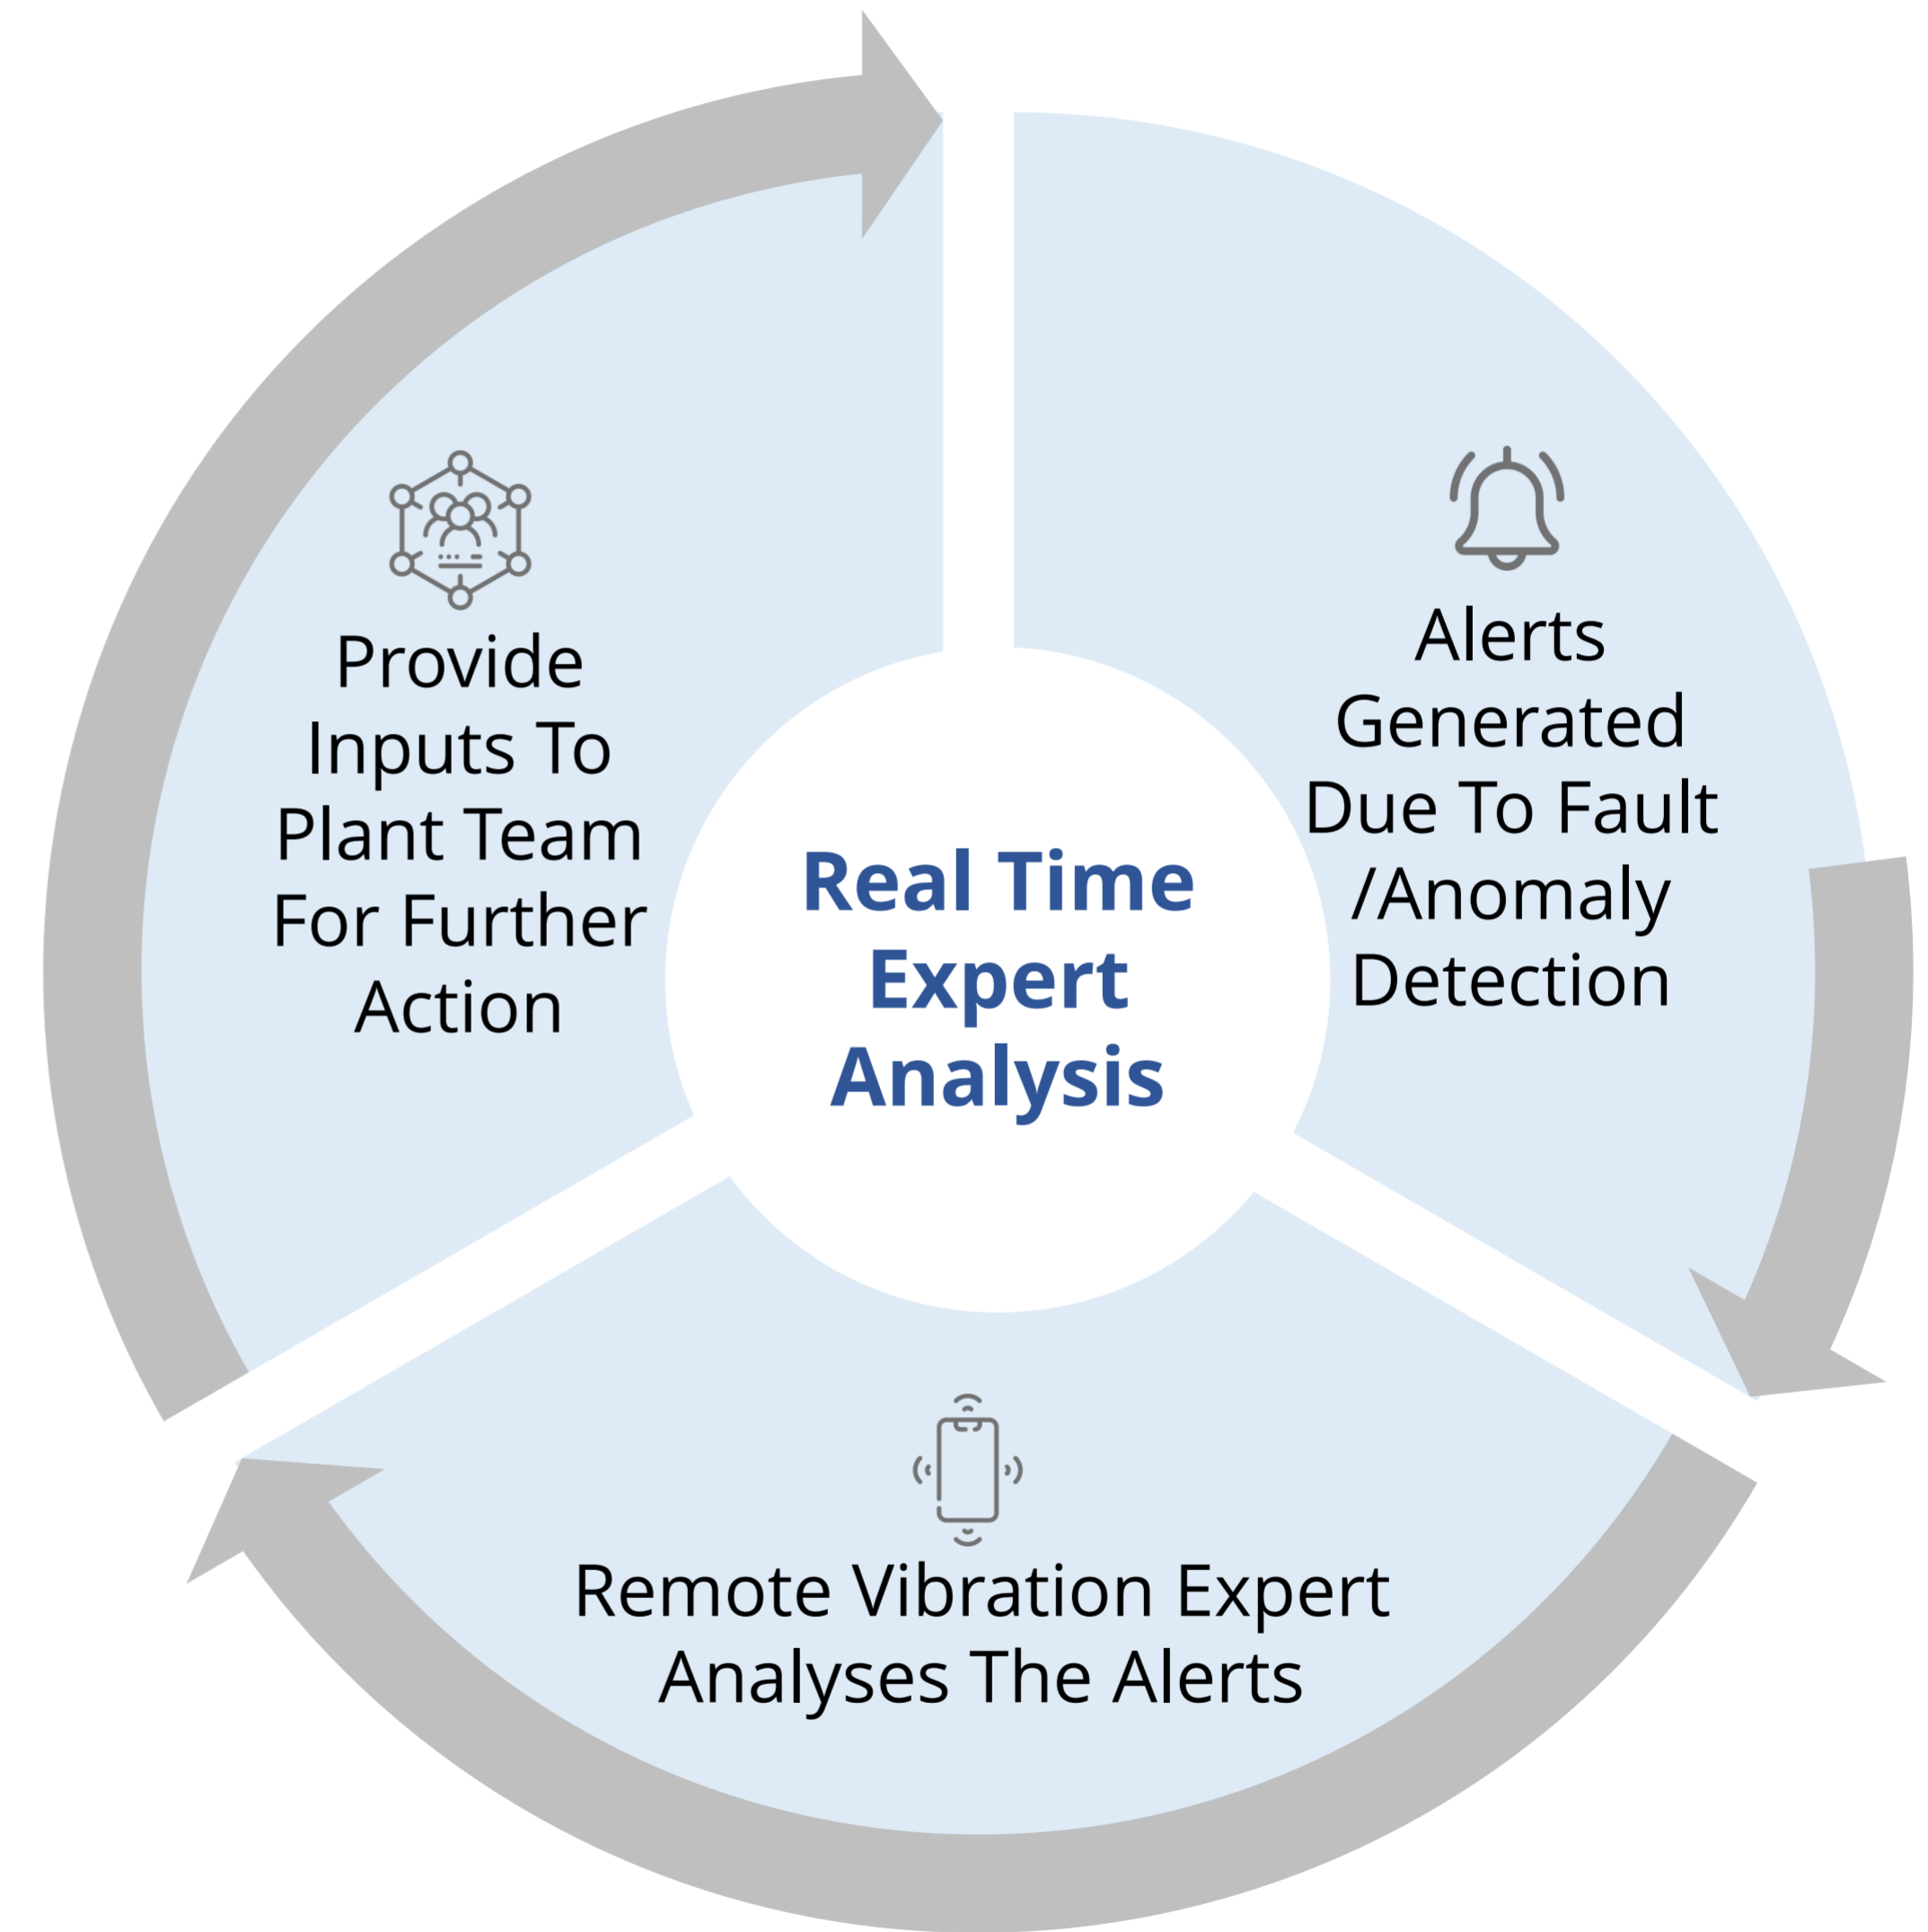 Real Time
Expert
Analysis
Alerts
Generated
Due To Fault
/Anomaly
Detection
Remote Vibration Expert
Analyses The Alerts
Provide
Inputs To
Plant Team
For Further
Action